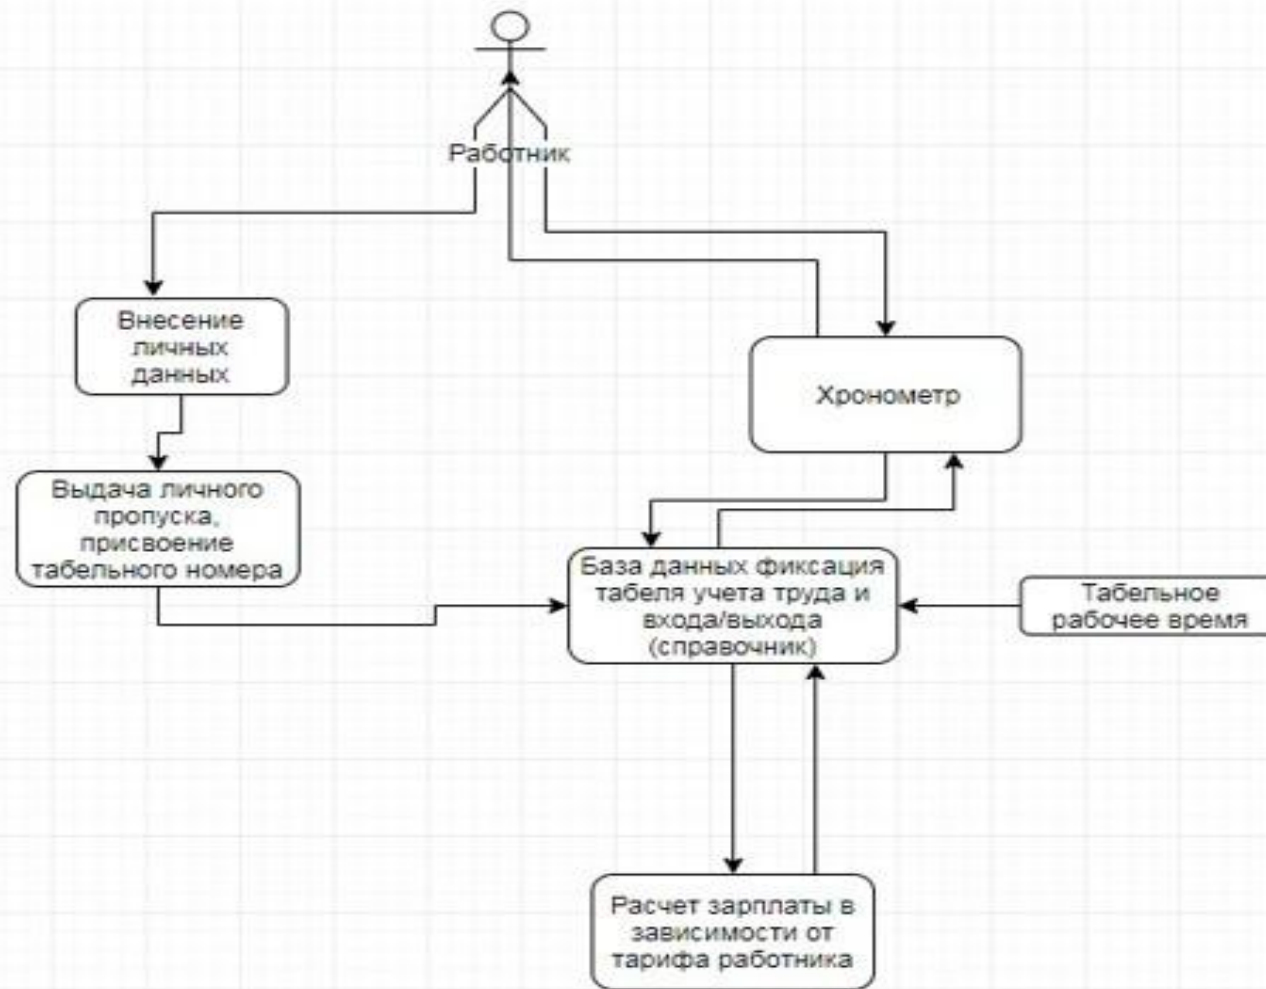 Работник
Внесение
личных
данных
Хронометр
Выдача личного
пропуска,
присвоение
табельного номера
База данных фиксация
табеля учета труда и
входа/выхода
(справочник)
Табельное
рабочее время
Расчет зарплаты в
зависимости от
тарифа работника